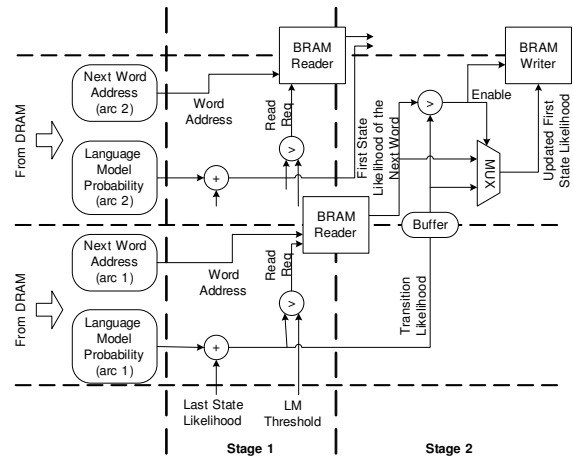 BRAM
Reader
BRAM
Writer
Next Word
Address
(arc 2)
Word
Address
Read
Req
>
From DRAM
Language
Model
Probability
(arc 2)
+
First State
Likelihood of the
Next Word
>
Enable
MUX
Updated First
State Likelihood
BRAM
Reader
Buffer
Next Word
Address
(arc 1)
Word
Address
Read
Req
>
From DRAM
Language
Model
Probability
(arc 1)
+
Transition
Likelihood
Last State
Likelihood
LM
Threshold
Stage 1
Stage 2